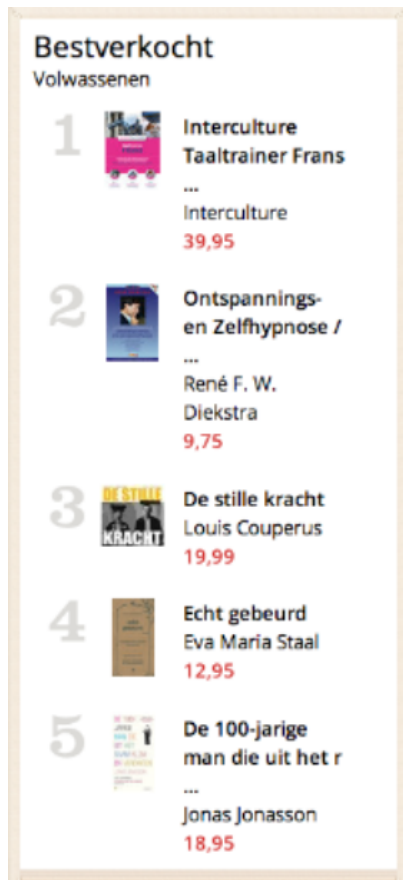 Bestverkocht
Volwassenen
1
Interculture
Taaltrainer Frans
...
Interculture
39,95
2
Ontspannings-
en Zelfhypnose /
...
René F. W.
Diekstra
9,75
3
DE STILLE
KRACHT
De stille kracht
Louis Couperus
19,99
4
Echt gebeurd
Eva Maria Staal
12,95
5
De 100-jarige
man die uit het r
...
Jonas Jonasson
18,95